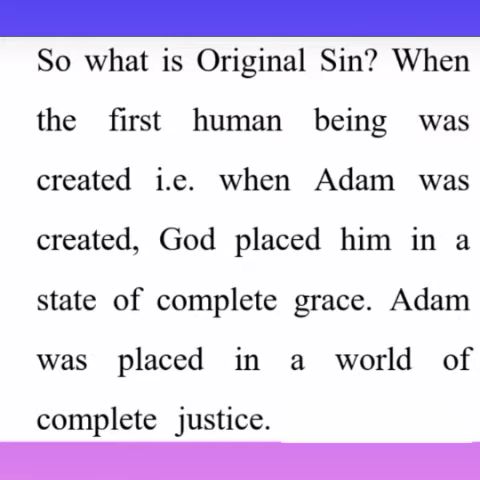 So what is Original Sin? When
the first human being was
created i.e. when Adam was
created, God placed him in a
state of complete grace. Adam
was placed in a world of
complete justice.